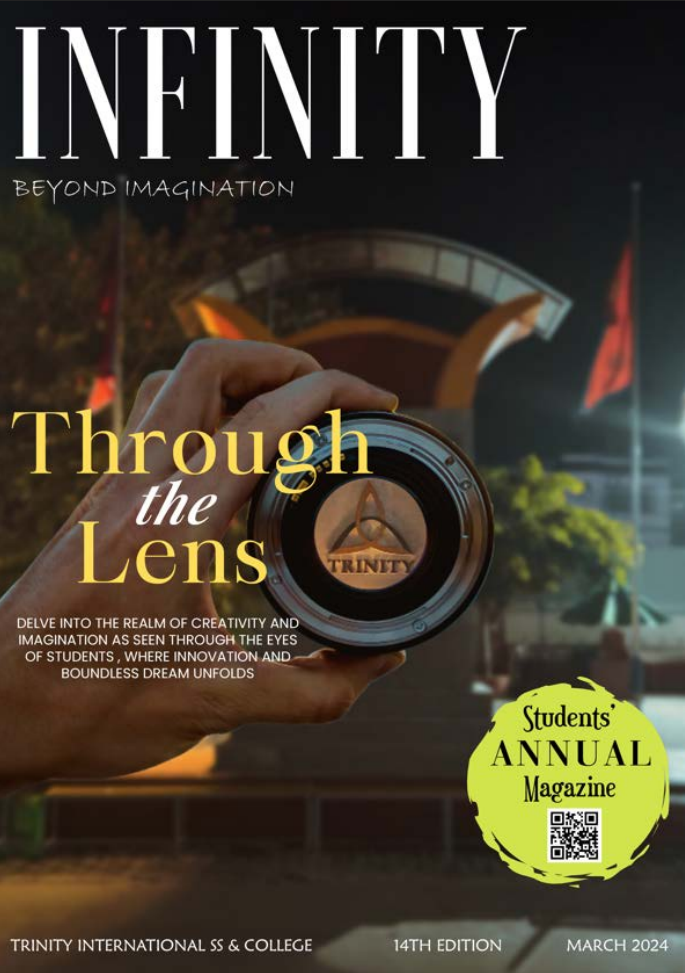 INFINITY
BEYOND IMAGINATION
Through
the
Lens
TRINITY
DELVE INTO THE REALM OF CREATIVITY AND
IMAGINATION AS SEEN THROUGH THE EYES
OF STUDENTS , WHERE INNOVATION AND
BOUNDLESS DREAM UNFOLDS
Students'
ANNUAL
Magazine
TRINITY INTERNATIONAL SS & COLLEGE
14TH EDITION
MARCH 2024